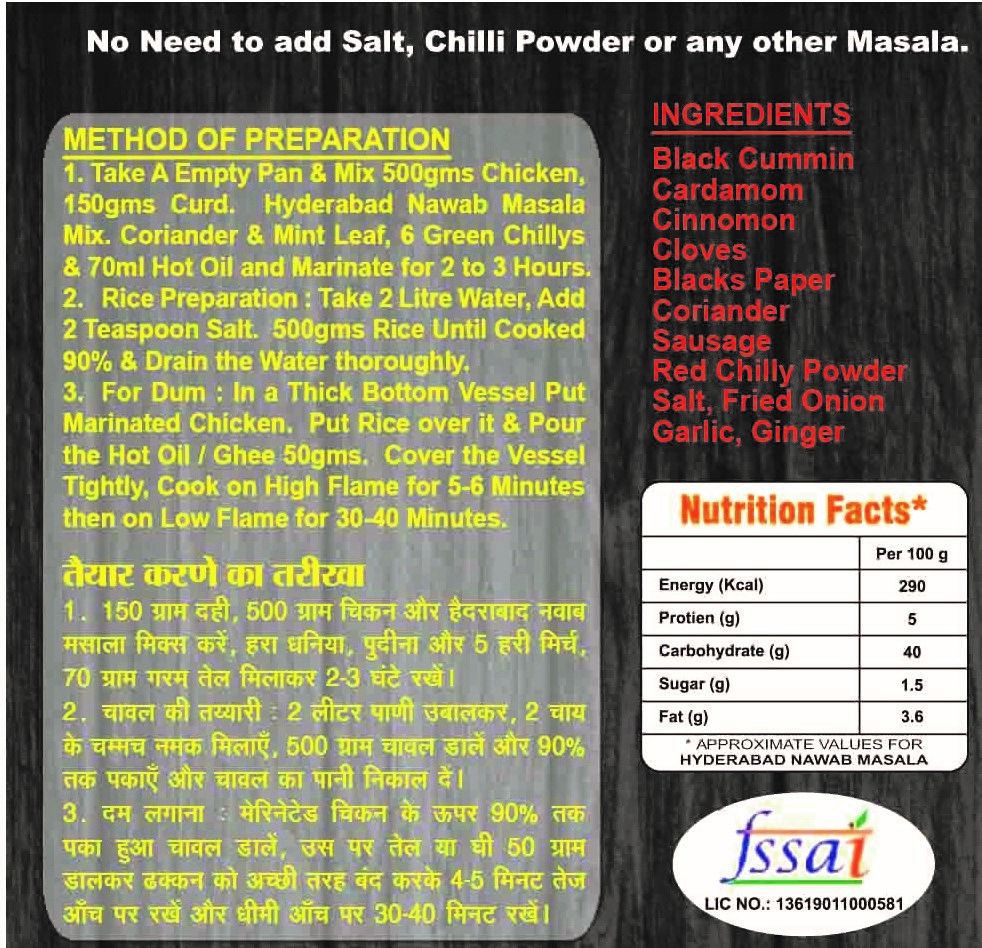 No Need to add Salt, Chilli Powder or any other Masala.
METHOD OF PREPARATION
1. Take A Empty Pan & Mix 500gms Chicken,
150gms Curd. Hyderabad Nawab Masala
Mix. Coriander & Mint Leaf, 6 Green Chillys
& 70ml Hot Oil and Marinate for 2 to 3 Hours.
2. Rice Preparation : Take 2 Litre Water, Add
2 Teaspoon Salt. 500gms Rice Until Cooked
90% & Drain the Water thoroughly.
3. For Dum : In a Thick Bottom Vessel Put
Marinated Chicken. Put Rice over it & Pour
the Hot Oil / Ghee 50gms. Cover the Vessel
Tightly, Cook on High Flame for 5-6 Minutes
then on Low Flame for 30-40 Minutes.
तैयार करणे का तरीखा
1. 150 ग्राम दही, 500 ग्राम चिकन और हैदराबाद नवाब
मसाला मिक्स करें, हरा धनिया, पुदीना और 5 हरी मिर्च,
70 ग्राम गरम तेल मिलाकर 2-3 घंटे रखें।
2. चावल की तय्यारी : 2 लीटर पाणी उबालकर, 2 चाय
के चम्मच नमक मिलाएँ, 500 ग्राम चावल डालें और 90%
तक पकाएँ और चावल का पानी निकाल दें।
3. दम लगाना : मेरिनेटेड चिकन के ऊपर 90% तक
पका हुआ चावल डालें, उस पर तेल या घी 50 ग्राम
डालकर ढक्कन को अच्छी तरह बंद करके 4-5 मिनट तेज
आँच पर रखें और धीमी आँच पर 30-40 मिनट रखें।
INGREDIENTS
Black Cummin
Cardamom
Cinnomon
Cloves
Blacks Paper
Coriander
Sausage
Red Chilly Powder
Salt, Fried Onion
Garlic, Ginger
Nutrition Facts*
Per 100 g
Energy (Kcal) 290
Protien (g) 5
Carbohydrate (g) 40
Sugar (g) 1.5
Fat (g) 3.6
* APPROXIMATE VALUES FOR
HYDERABAD NAWAB MASALA
fssai
LIC NO.: 13619011000581